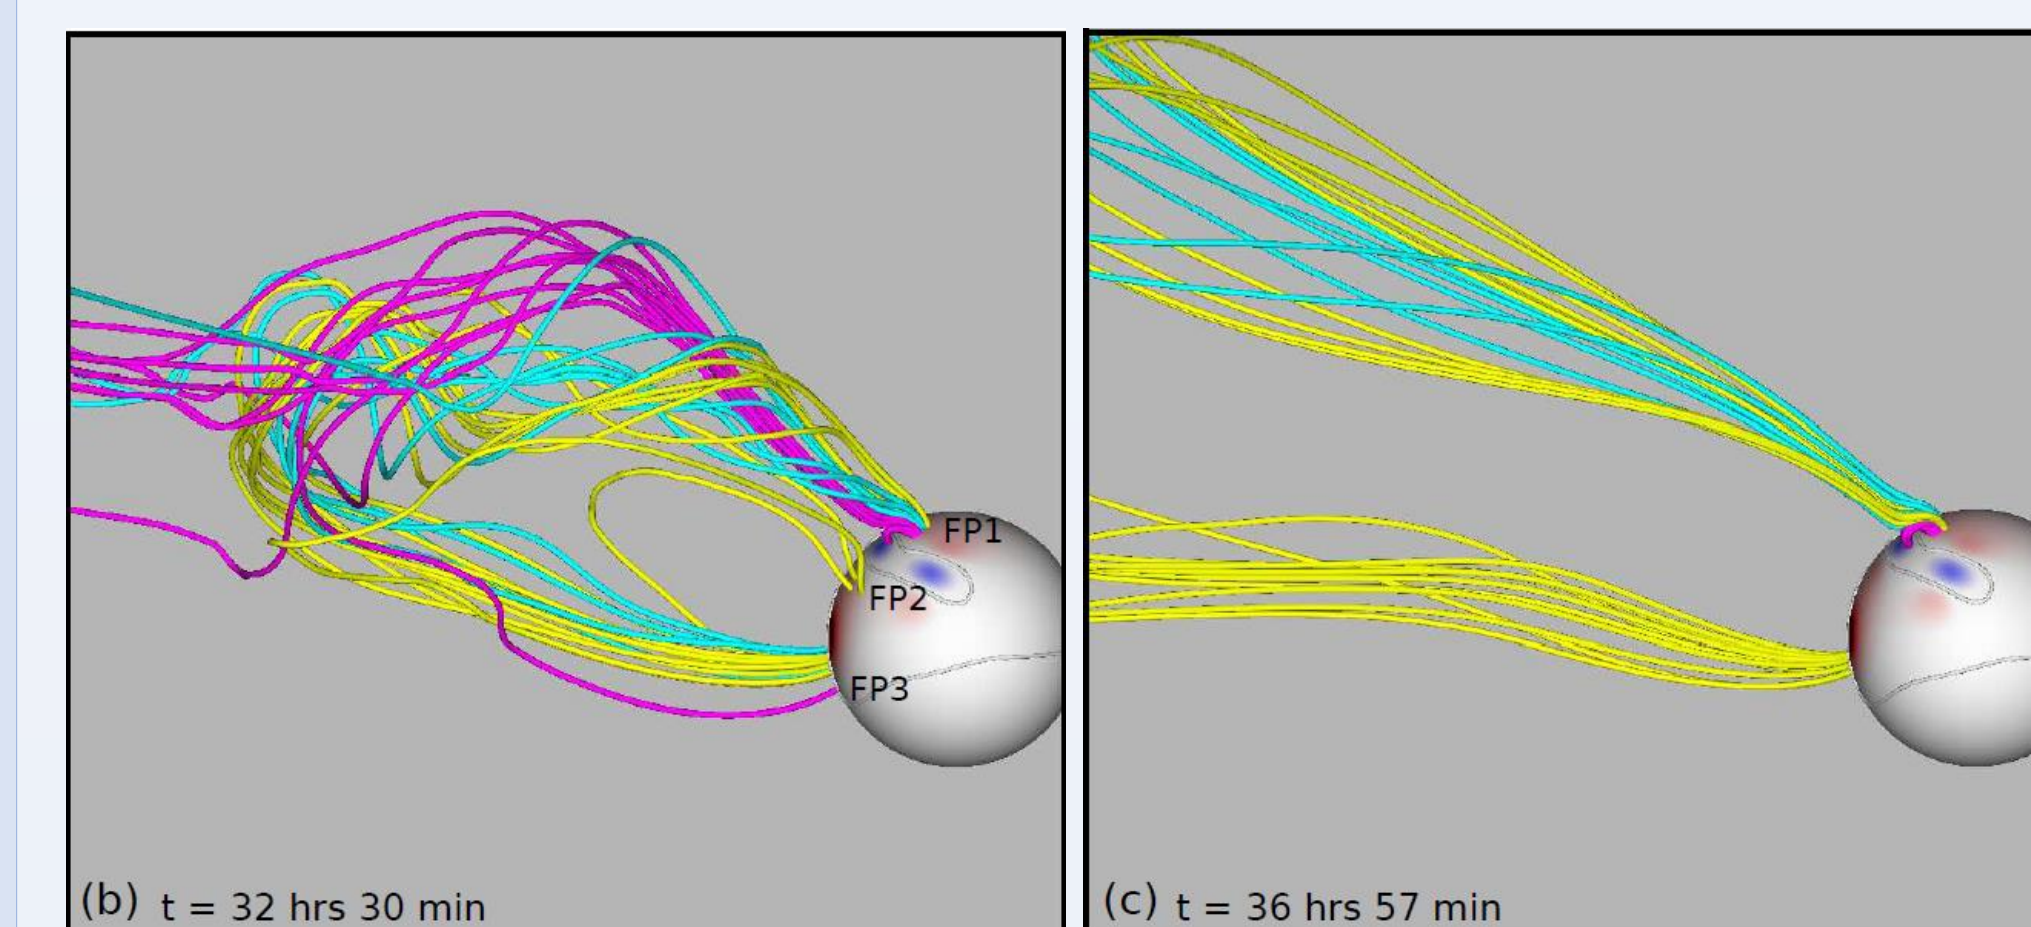 FP1
FP2
FP3
(b) t = 32 hrs 30 min
(c) t = 36 hrs 57 min